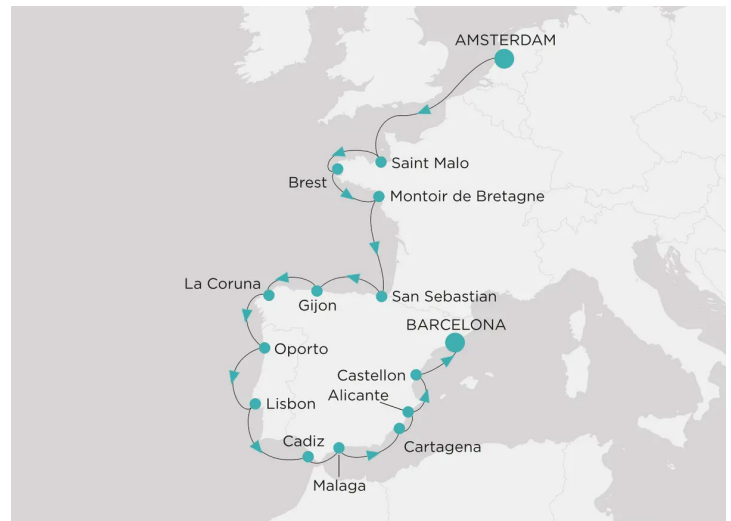 AMSTERDAM
Saint Malo
Brest
Montoir de Bretagne
La Coruna
San Sebastian
Gijon
BARCELONA
Oporto
Castellon
Alicante
Lisbon
Cadiz
Cartagena
Malaga